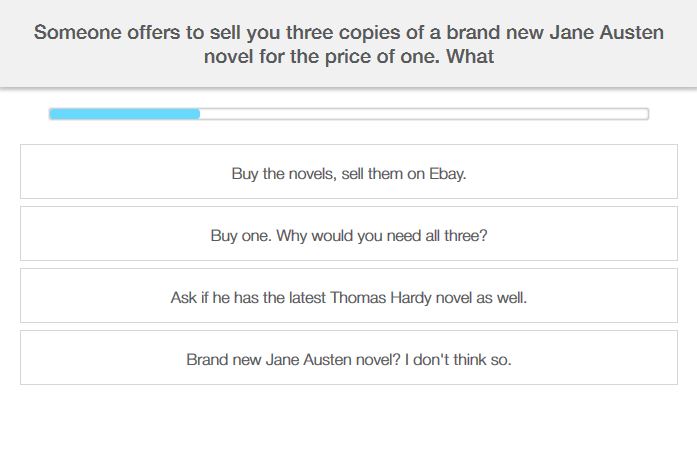 Someone offers to sell you three copies of a brand new Jane Austen
novel for the price of one. What
Buy the novels, sell them on Ebay.
Buy one. Why would you need all three?
Ask if he has the latest Thomas Hardy novel as well.
Brand new Jane Austen novel? I don't think so.